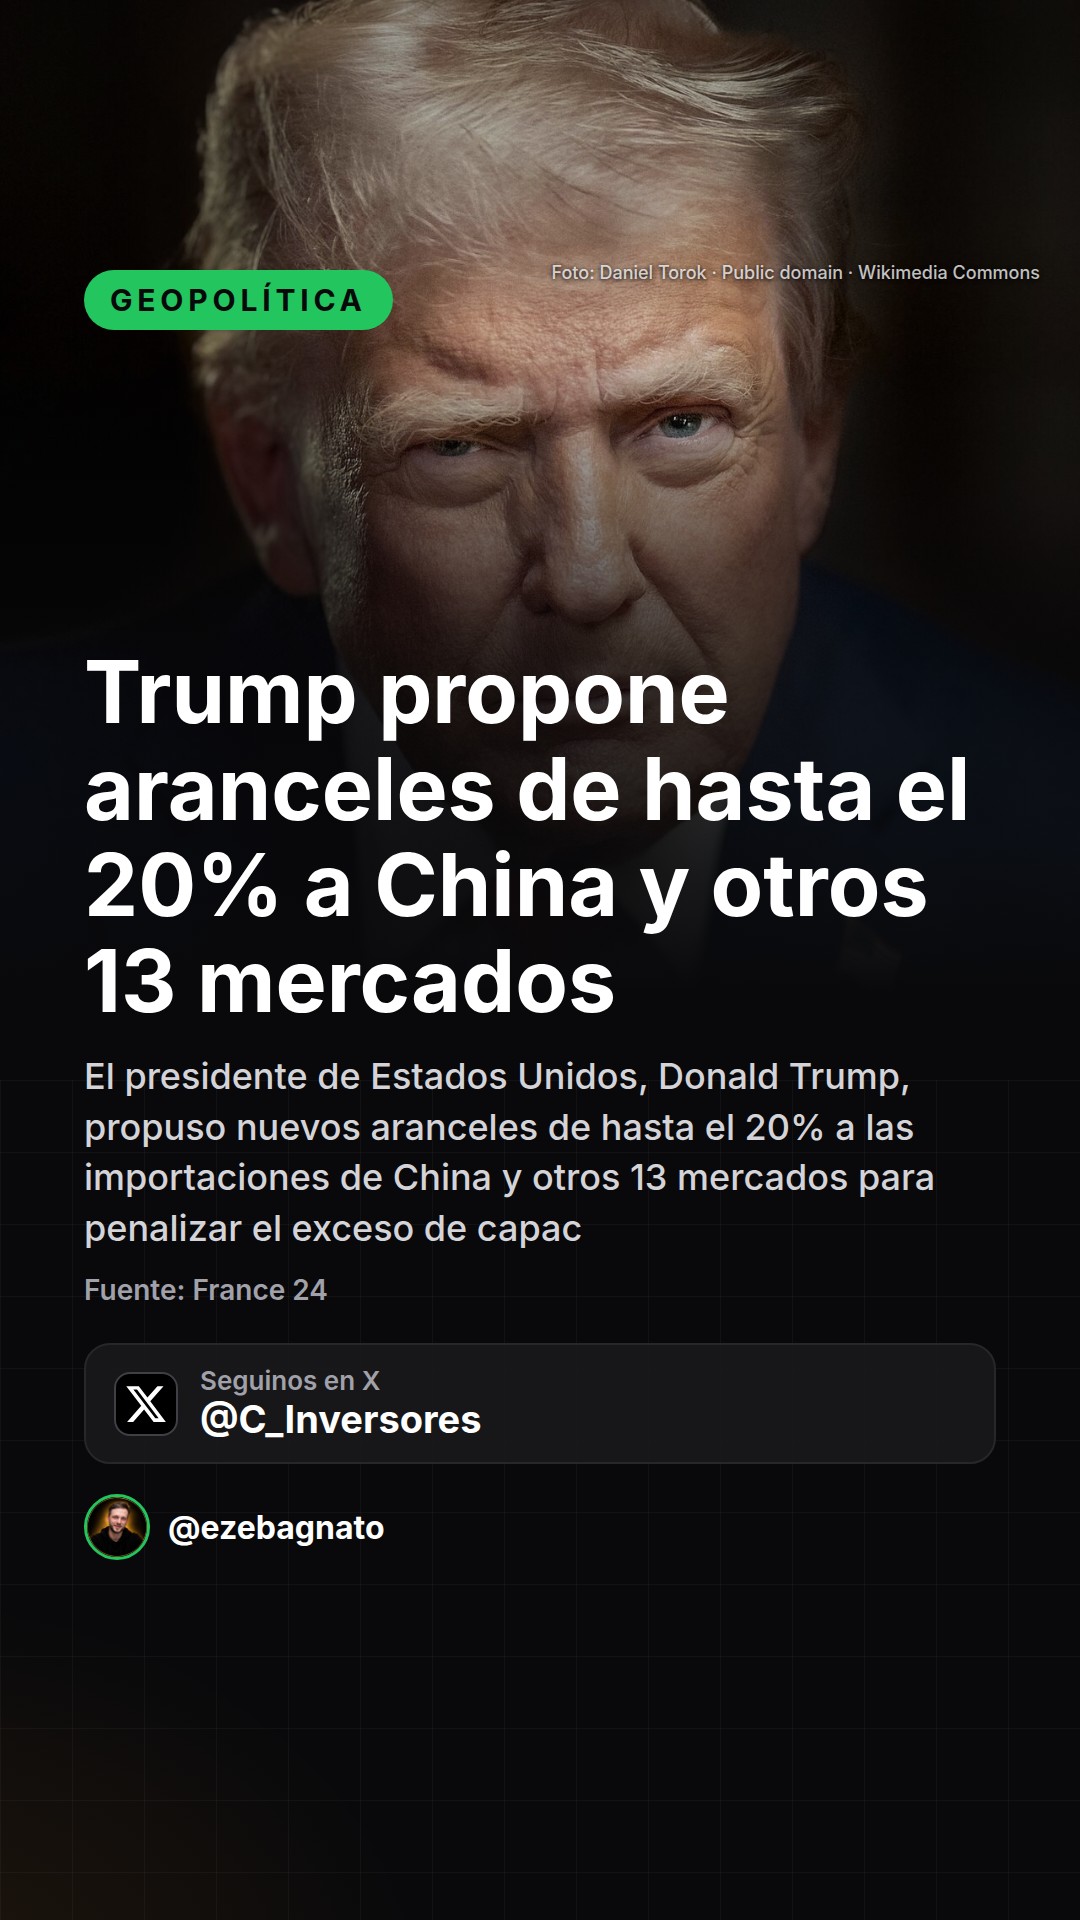 Foto: Daniel Torok · Public domain · Wikimedia Commons
GEOPOLÍTICA
Trump propone
aranceles de hasta el
20% a China y otros
13 mercados
El presidente de Estados Unidos, Donald Trump,
propuso nuevos aranceles de hasta el 20% a las
importaciones de China y otros 13 mercados para
penalizar el exceso de capac
Fuente: France 24
Seguinos en X
@C_Inversores
@ezebagnato